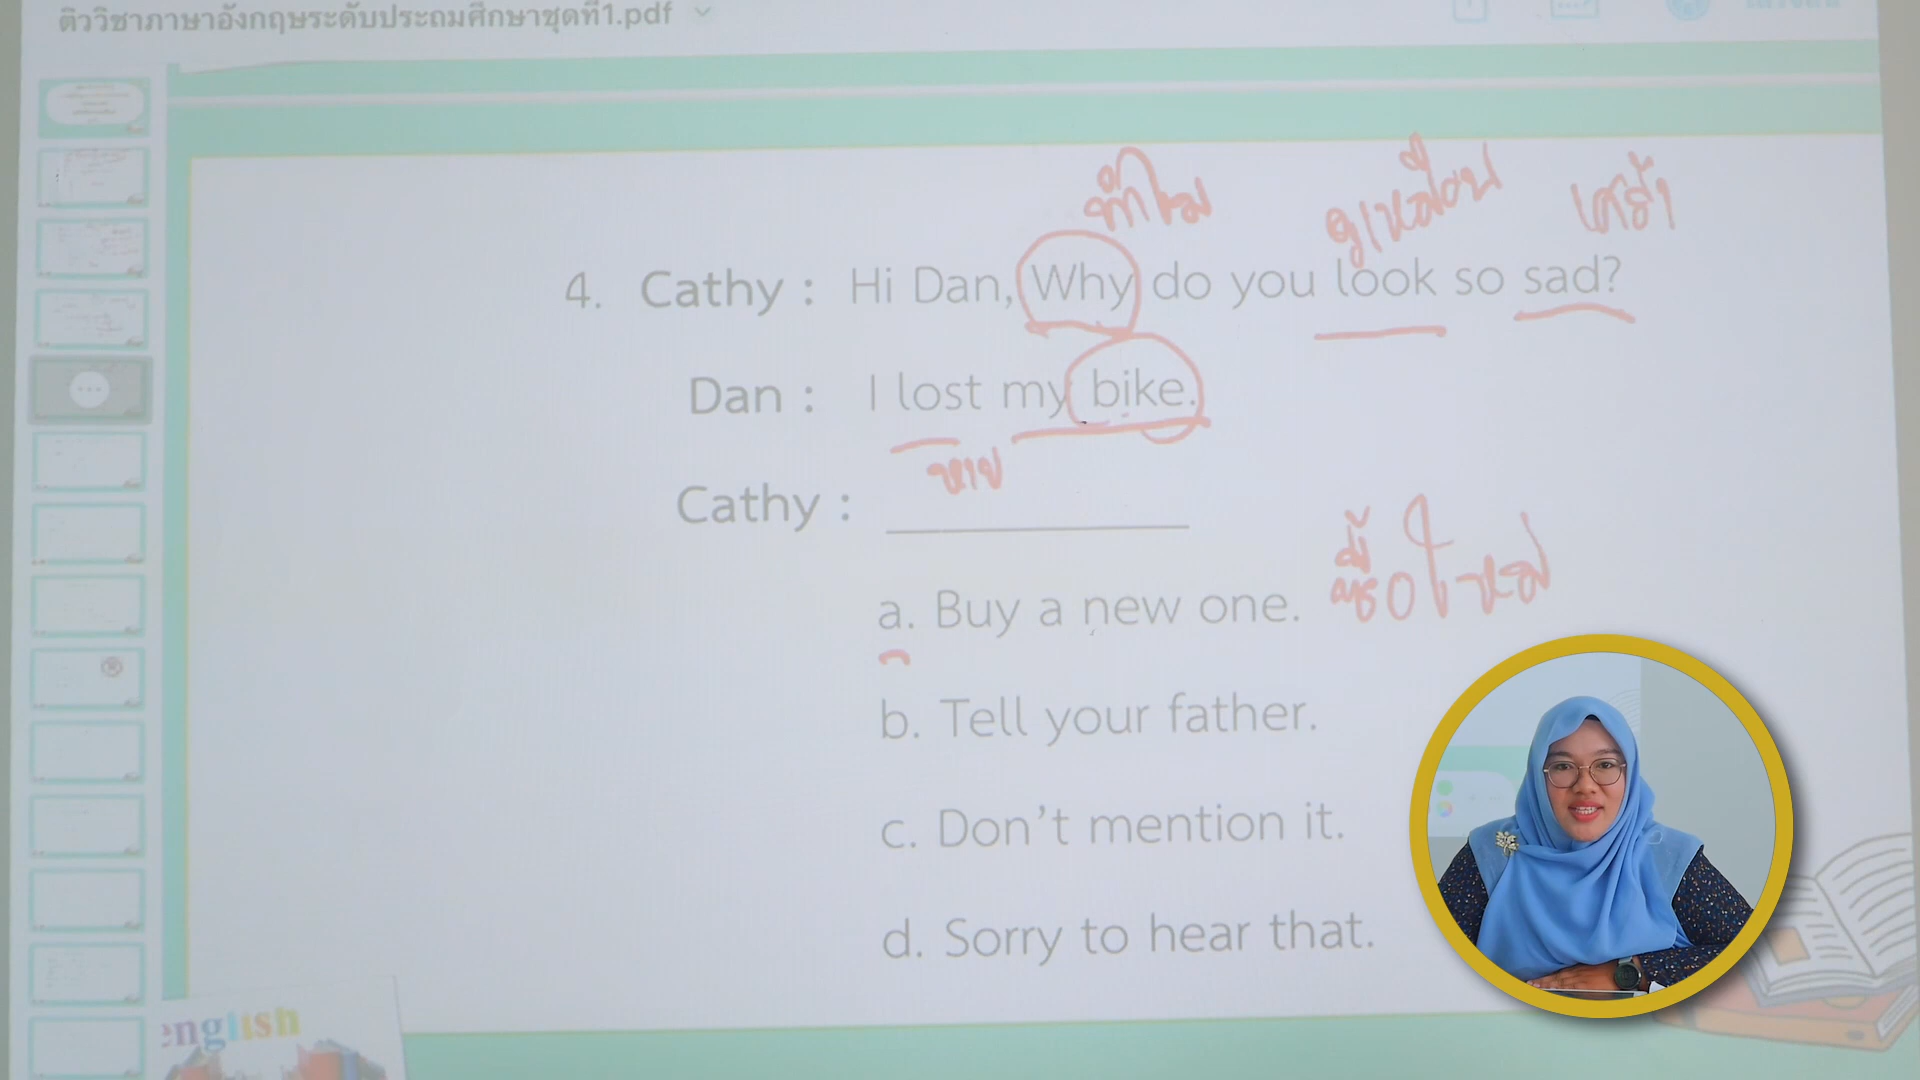 ติววิชาภาษาอังกฤษระดับประถมศึกษาชุดที่1.pdf
ทำไม ดูเหมือน เศร้า
4. Cathy : Hi Dan, Why do you look so sad?
Dan : I lost my bike.
หาย
Cathy : ____________
a. Buy a new one. ซื้อใหม่
b. Tell your father.
c. Don't mention it.
d. Sorry to hear that.
english